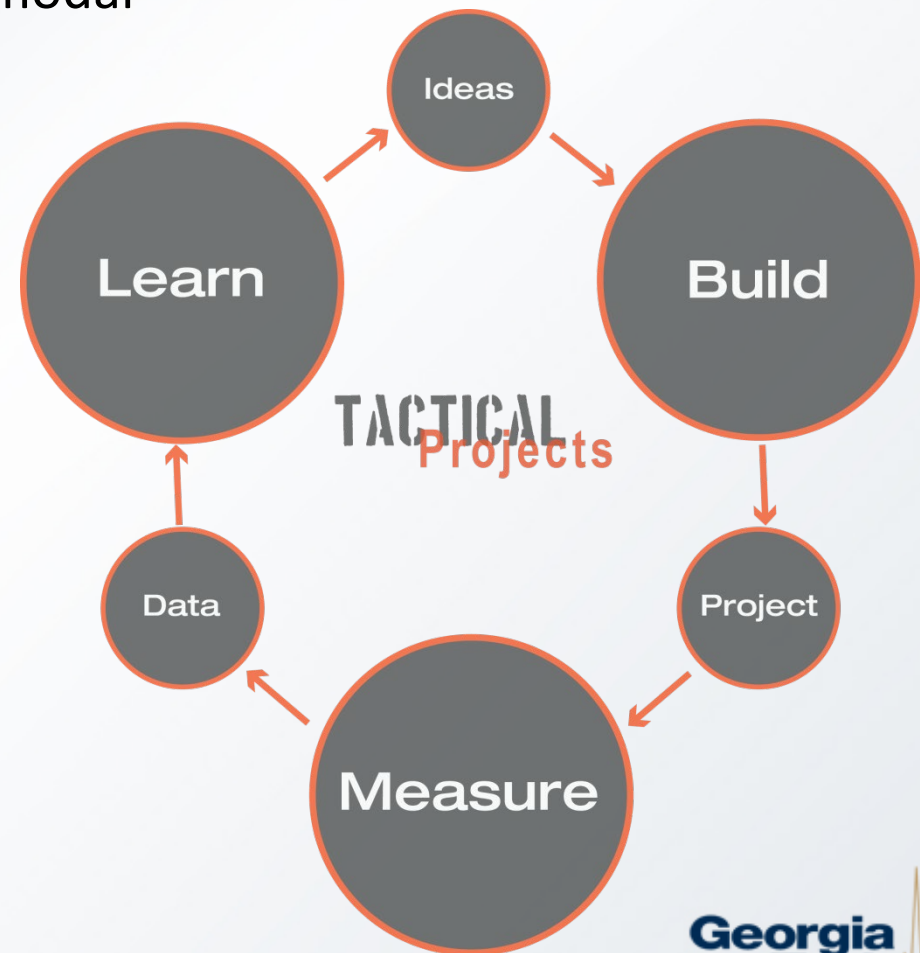 Ideas
Learn
Build
TACTICAL
Projects
Data
Project
Measure
Georgia